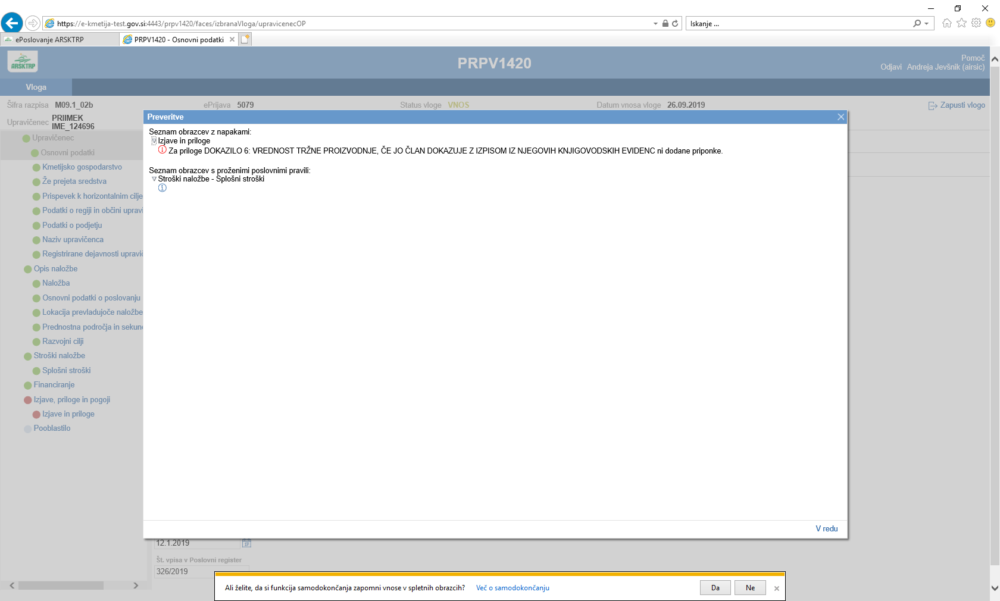 https://e-kmetija-test.gov.si:4443/prpv1420/faces/izbranaVloga/upravicenecOP
Iskanje ...
ePoslovanje ARSKTRP
PRPV1420 - Osnovni podatki
ARSKTRP
PRPV1420
Pomoč
Odjavi Andreja Jevšnik (airsic)
Vloga
Šifra razpisa M09.1_02b
ePrijava 5079
Status vloge VNOS
Datum vnosa vloge 26.09.2019
Zapusti vlogo
Upravičenec PRIIMEK
IME_124696
Preveritve
Seznam obrazcev z napakami:
Izjave in priloge
Za priloge DOKAZILO 6: VREDNOST TRŽNE PROIZVODNJE, ČE JO ČLAN DOKAZUJE Z IZPISOM IZ NJEGOVIH KNJIGOVODSKIH EVIDENC ni dodane priponke.
Seznam obrazcev s proženimi poslovnimi pravili:
Stroški naložbe - Splošni stroški
V redu
Upravičenec
Osnovni podatki
Kmetijsko gospodarstvo
Že prejeta sredstva
Prispevek k horizontalnim cilje
Podatki o regiji in občini upravi
Podatki o podjetju
Naziv upravičenca
Registrirane dejavnosti upravič
Opis naložbe
Naložba
Osnovni podatki o poslovanju
Lokacija prevladujoče naložbe
Prednostna področja in sekun
Razvojni cilji
Stroški naložbe
Splošni stroški
Financiranje
Izjave, priloge in pogoji
Izjave in priloge
Pooblastilo
12.1.2019
Št. vpisa v Poslovni register
326/2019
Ali želite, da si funkcija samodokončanja zapomni vnose v spletnih obrazcih? Več o samodokončanju
Da
Ne